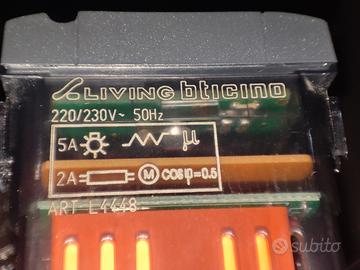 LIVING bticino
220/230V~ 50Hz
5A μ
2A M cosφ=0.5
ART L4448
subito